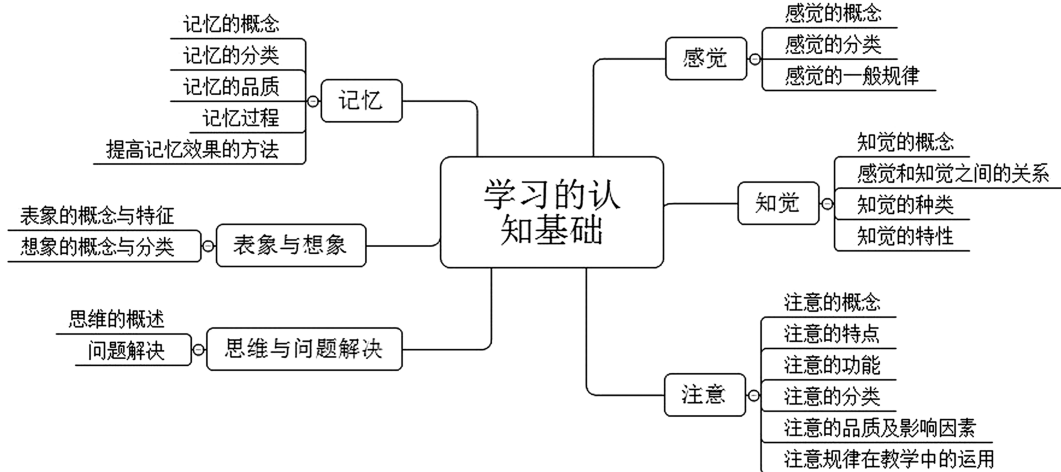 学习的认
知基础
感觉
感觉的概念
感觉的分类
感觉的一般规律
知觉
知觉的概念
感觉和知觉之间的关系
知觉的种类
知觉的特性
注意
注意的概念
注意的特点
注意的功能
注意的分类
注意的品质及影响因素
注意规律在教学中的运用
记忆
记忆的概念
记忆的分类
记忆的品质
记忆过程
提高记忆效果的方法
表象与想象
表象的概念与特征
想象的概念与分类
思维与问题解决
思维的概述
问题解决